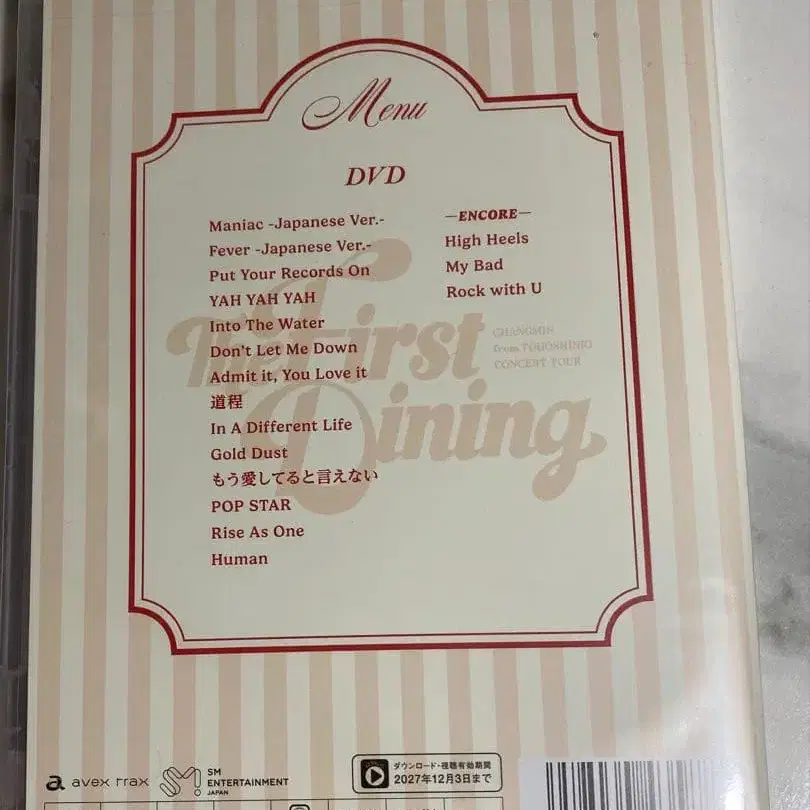 Menu
DVD
Maniac -Japanese Ver.-
Fever -Japanese Ver.-
Put Your Records On
YAH YAH YAH
Into The Water
Don't Let Me Down
Admit it, You Love it
道程
In A Different Life
Gold Dust
もう愛してると言えない
POP STAR
Rise As One
Human
—ENCORE—
High Heels
My Bad
Rock with U
The First
Dining
CHANGMIN
from TOHOSHINKI
CONCERT TOUR
a avex trax
SM
ENTERTAINMENT
JAPAN
ダウンロード・視聴有効期間
2027年12月3日まで